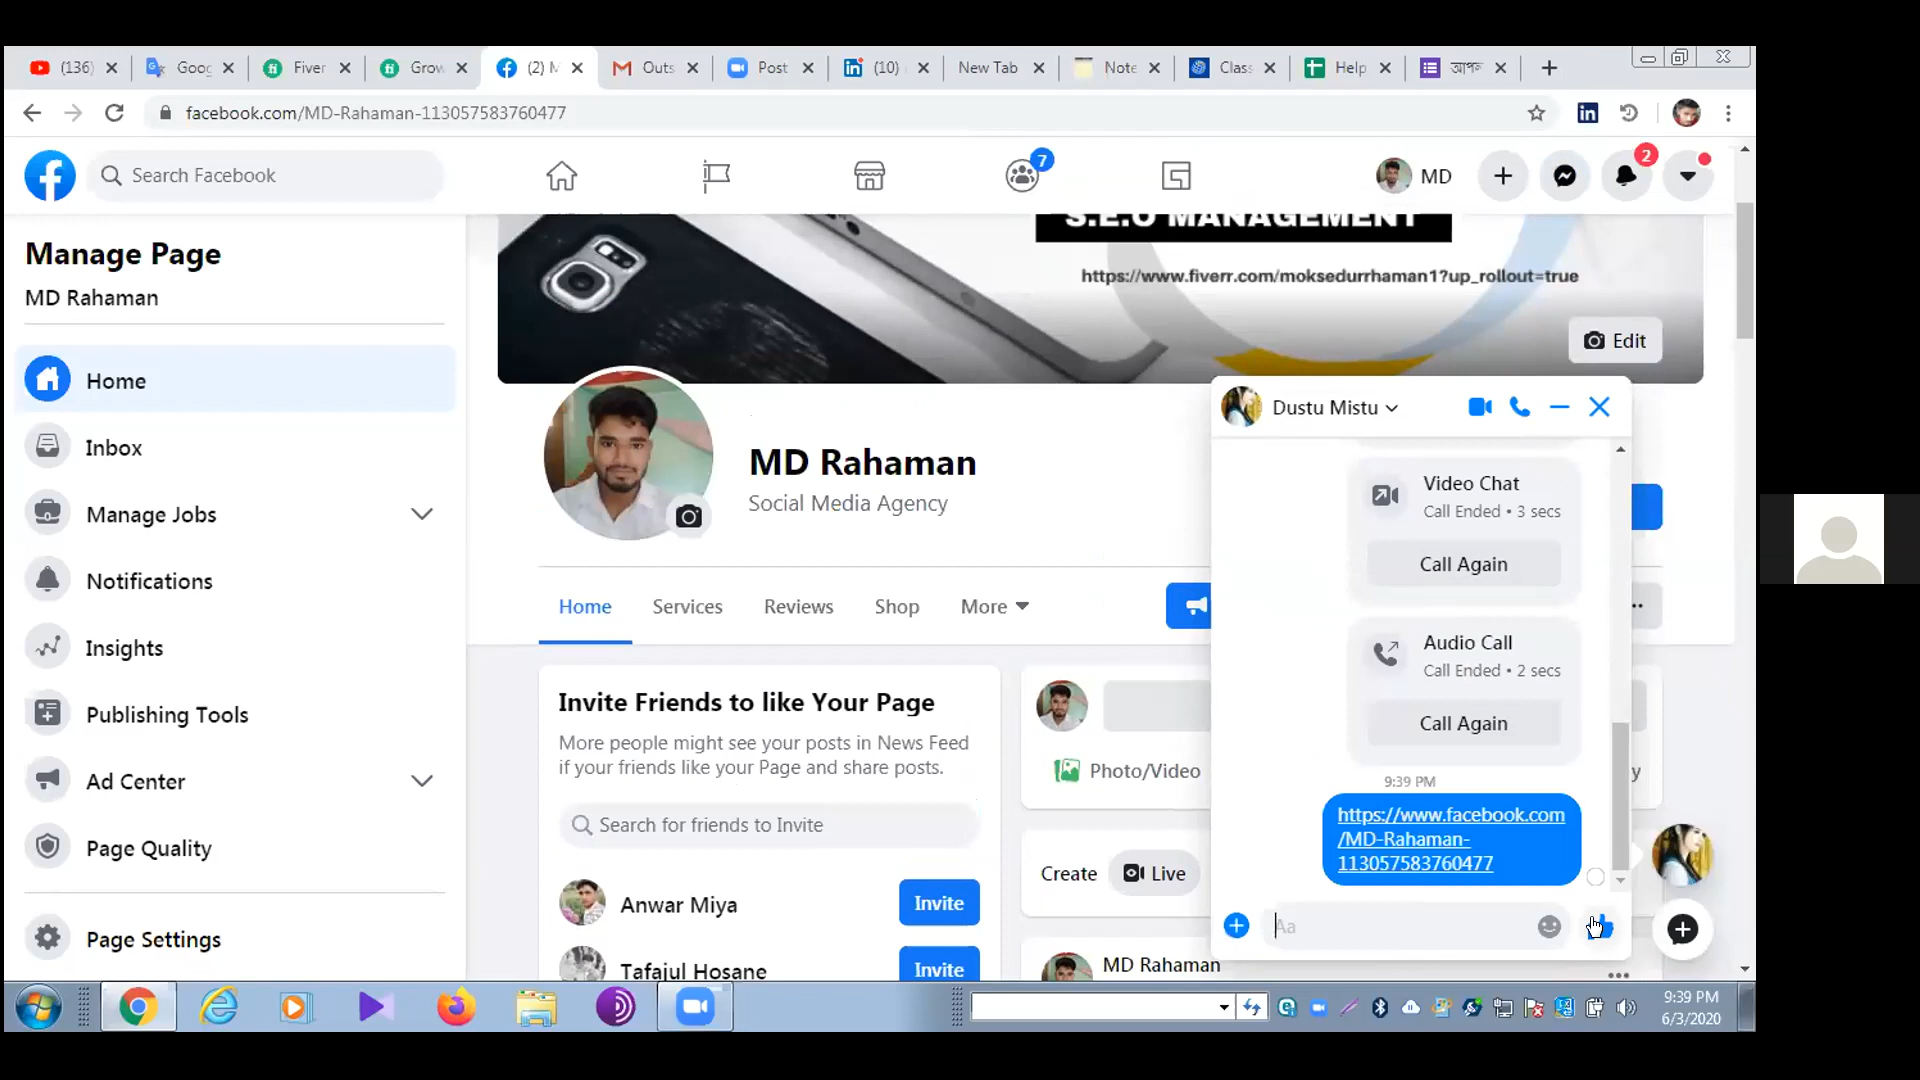 (136)
Goog
Fiver
Grow
(2) M
Outs
Post
(10)
New Tab
Note
Class
Help
আপন
facebook.com/MD-Rahaman-113057583760477
Search Facebook
7
MD
2
Manage Page
MD Rahaman
Home
Inbox
Manage Jobs
Notifications
Insights
Publishing Tools
Ad Center
Page Quality
Page Settings
S.E.O MANAGEMENT
https://www.fiverr.com/moksedurrhaman1?up_rollout=true
Edit
MD Rahaman
Social Media Agency
Home Services Reviews Shop More
Invite Friends to like Your Page
More people might see your posts in News Feed
if your friends like your Page and share posts.
Search for friends to Invite
Anwar Miya Invite
Tafajul Hosane Invite
Photo/Video
Create Live
MD Rahaman
Dustu Mistu
Video Chat
Call Ended • 3 secs
Call Again
Audio Call
Call Ended • 2 secs
Call Again
9:39 PM
https://www.facebook.com
/MD-Rahaman-
113057583760477
Aa
9:39 PM
6/3/2020